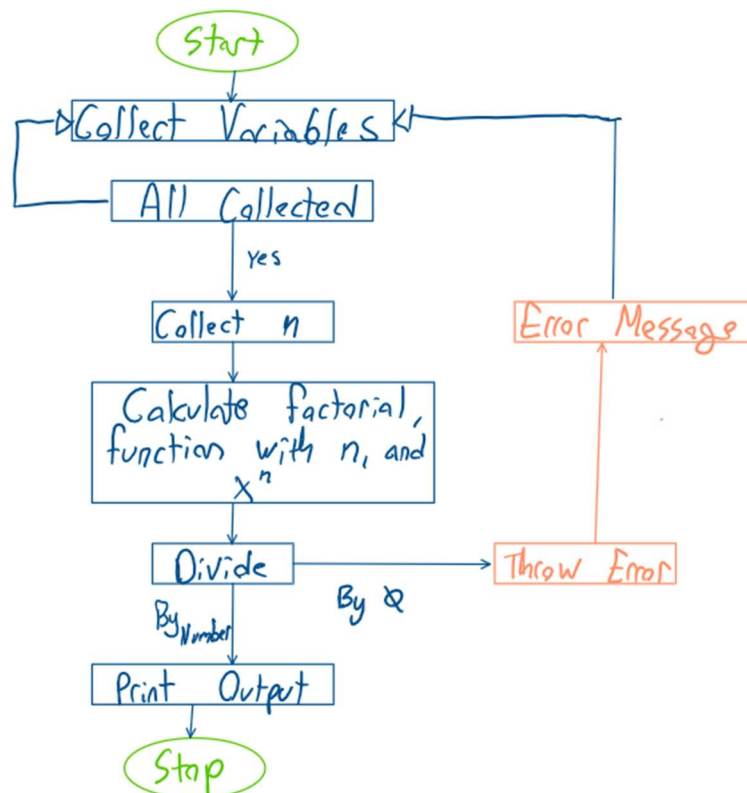 Start
Collect Variables
All Collected
Yes
Collect n
Error Message
Calculate factorial,
function with n, and
x^n
Divide
Throw Error
By 0
By Number
Print Output
Stop